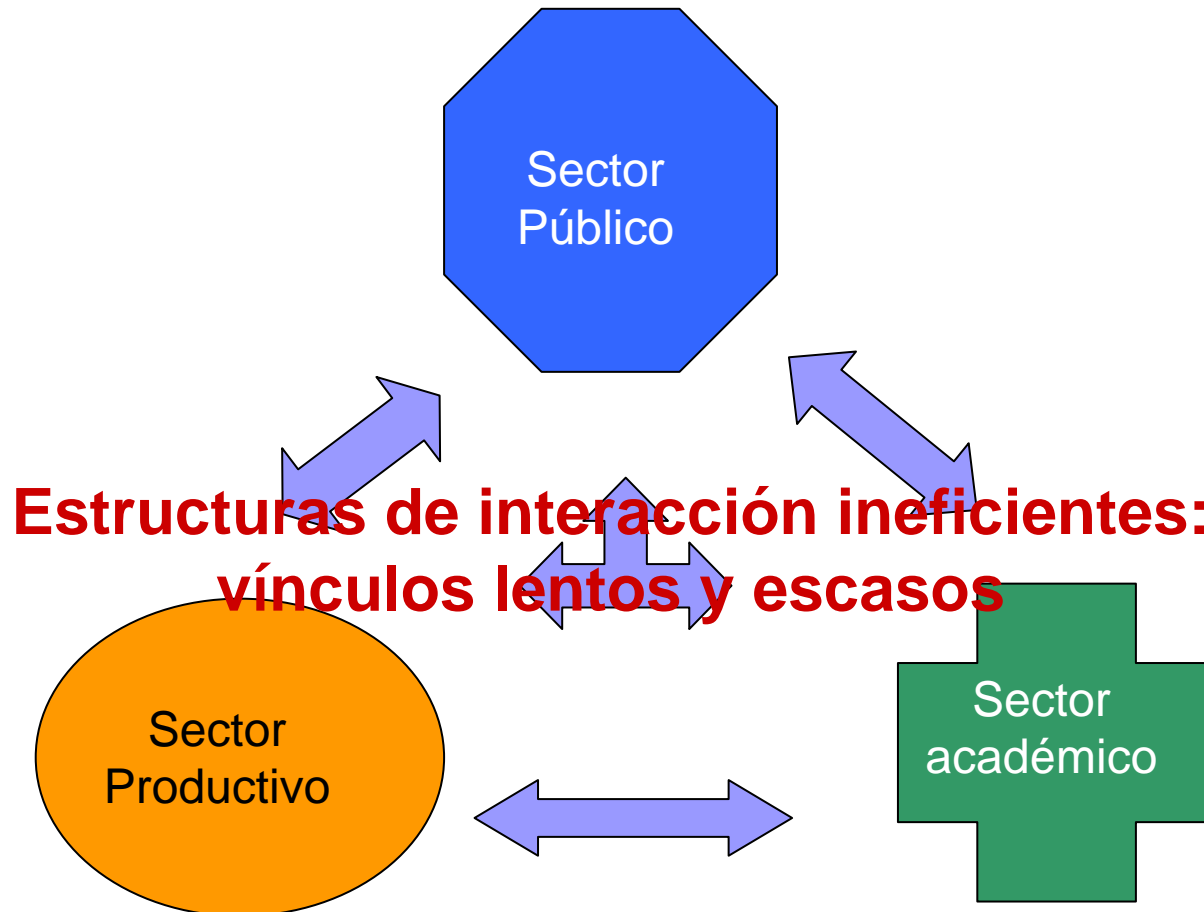 Sector
Público
Estructuras de interacción ineficientes:
vínculos lentos y escasos
Sector
Productivo
Sector
académico